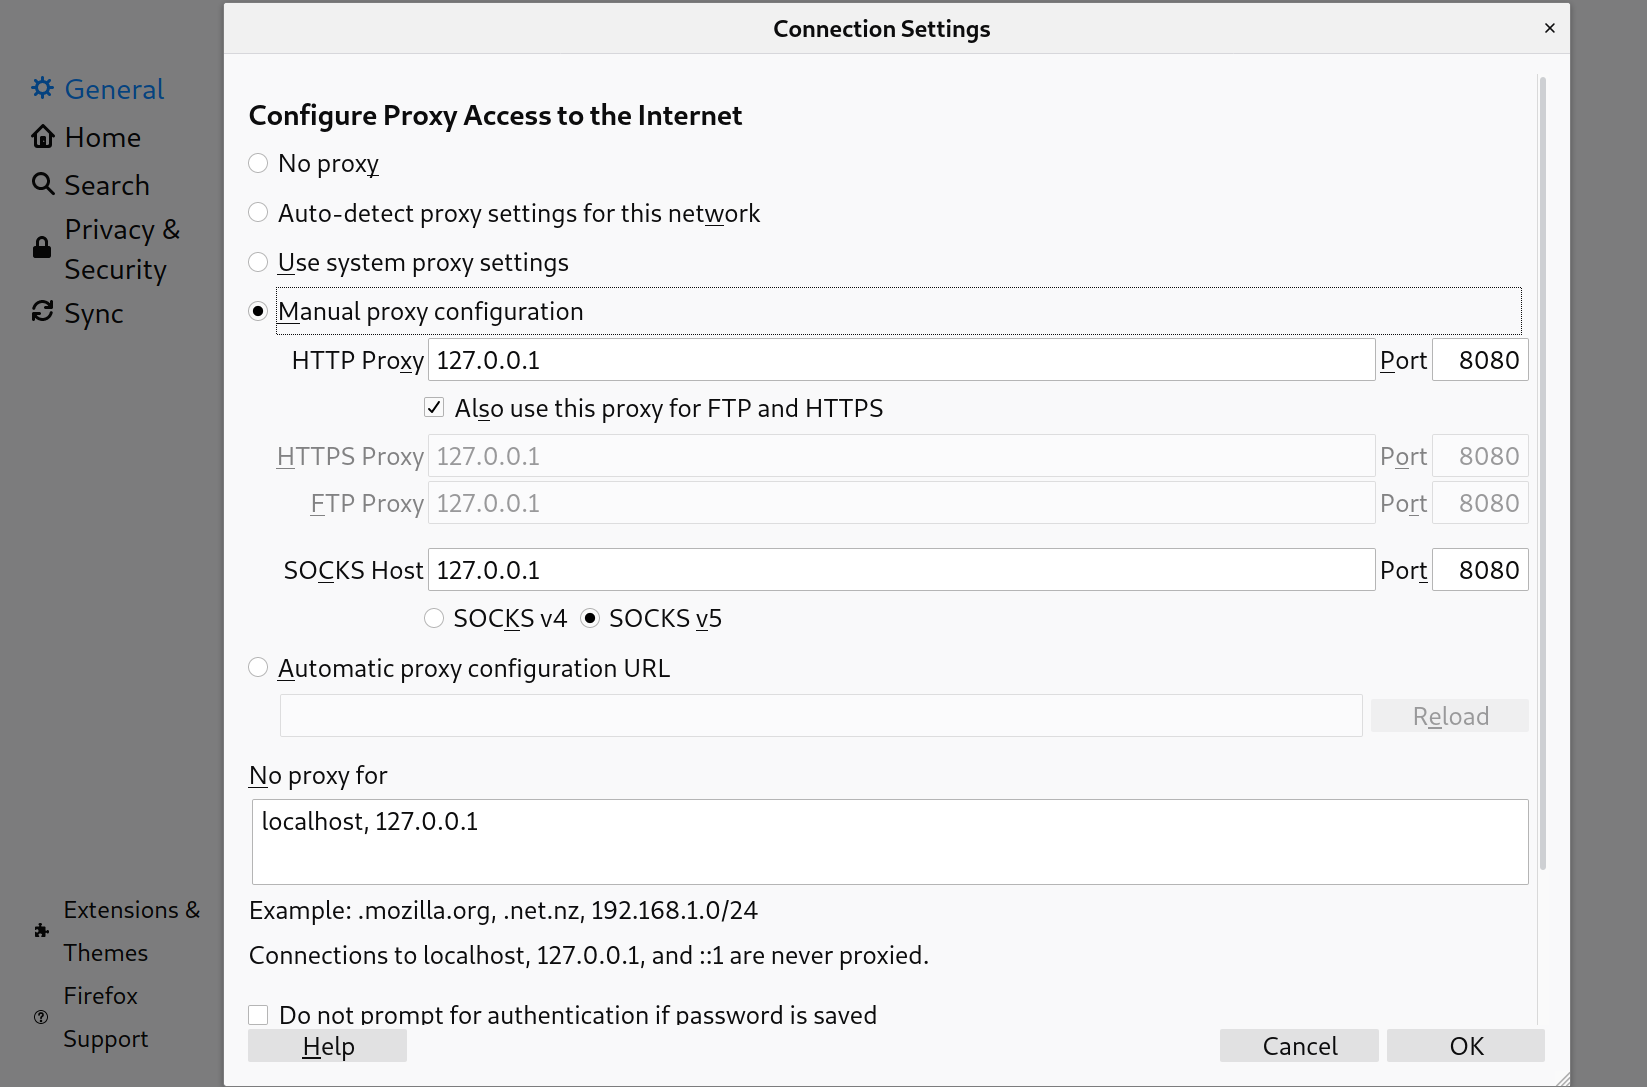 Connection Settings
General
Home
Search
Privacy &
Security
Sync
Extensions &
Themes
Firefox
Support
Configure Proxy Access to the Internet
No proxy
Auto-detect proxy settings for this network
Use system proxy settings
Manual proxy configuration
HTTP Proxy 127.0.0.1 Port 8080
Also use this proxy for FTP and HTTPS
HTTPS Proxy 127.0.0.1 Port 8080
FTP Proxy 127.0.0.1 Port 8080
SOCKS Host 127.0.0.1 Port 8080
SOCKS v4 SOCKS v5
Automatic proxy configuration URL
Reload
No proxy for
localhost, 127.0.0.1
Example: .mozilla.org, .net.nz, 192.168.1.0/24
Connections to localhost, 127.0.0.1, and ::1 are never proxied.
Do not prompt for authentication if password is saved
Help Cancel OK